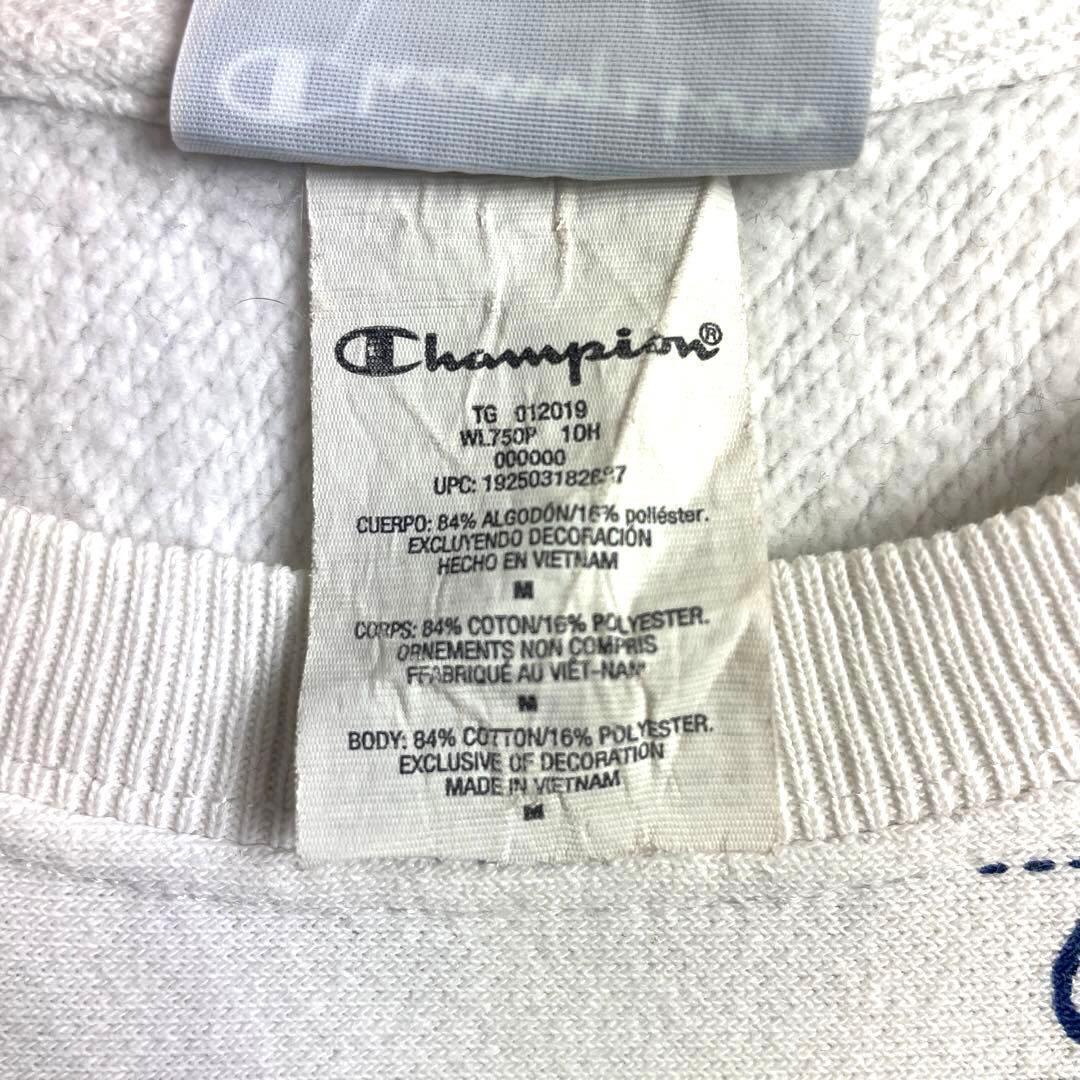 Champion®
TG 012019
WL750P 10H
000000
UPC:
CUERPO: 84% ALGODÓN/16% poliéster.
EXCLUYENDO DECORACIÓN
HECHO EN VIETNAM
M
CORPS: 84% COTON/16% POLYESTER.
ORNEMENTS NON COMPRIS
FFABRIQUÉ AU VIÊT-NAM
M
BODY: 84% COTTON/16% POLYESTER.
EXCLUSIVE OF DECORATION
MADE IN VIETNAM
M